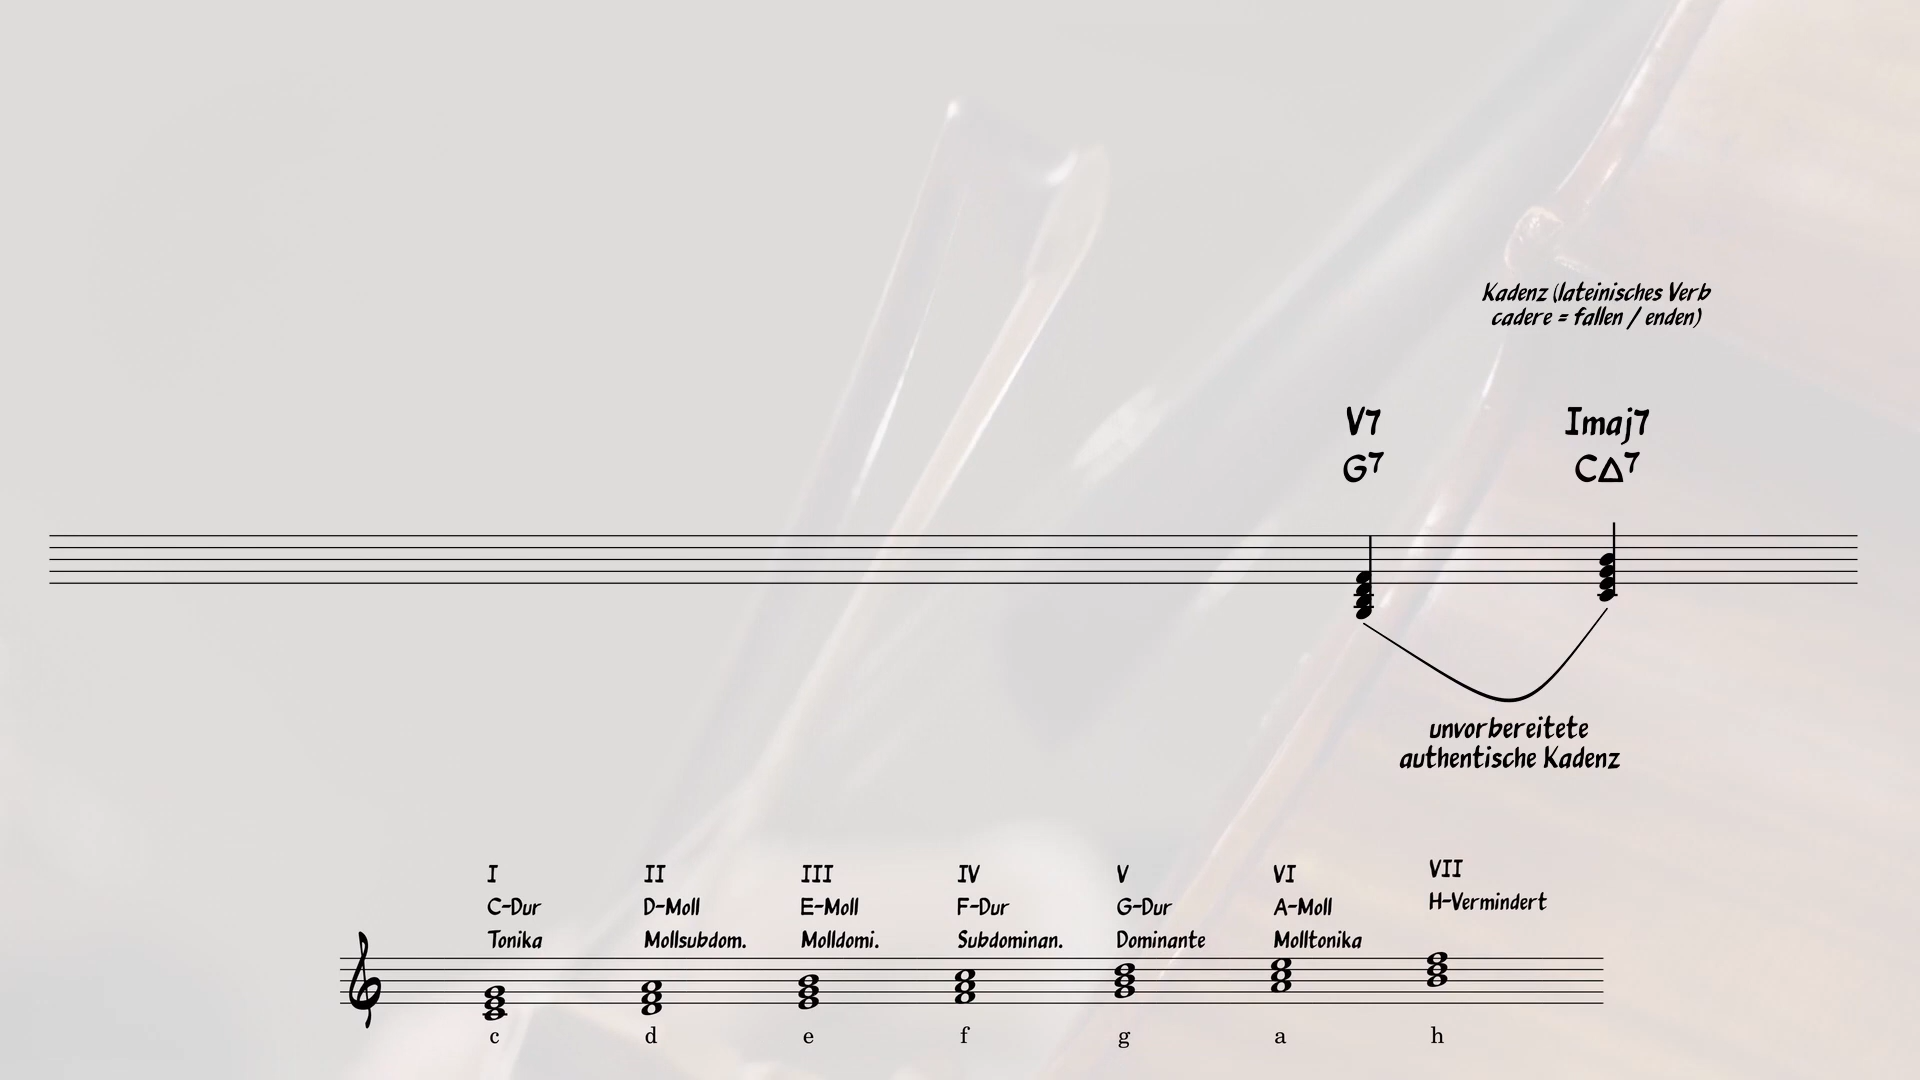 Kadenz (lateinisches Verb
cadere = fallen / enden)
V7 Imaj7
G7 C△7
unvorbereitete
authentische Kadenz
I II III IV V VI VII
C-Dur D-Moll E-Moll F-Dur G-Dur A-Moll H-Vermindert
Tonika Mollsubdom. Molldomi. Subdominan. Dominante Molltonika
c d e f g a h